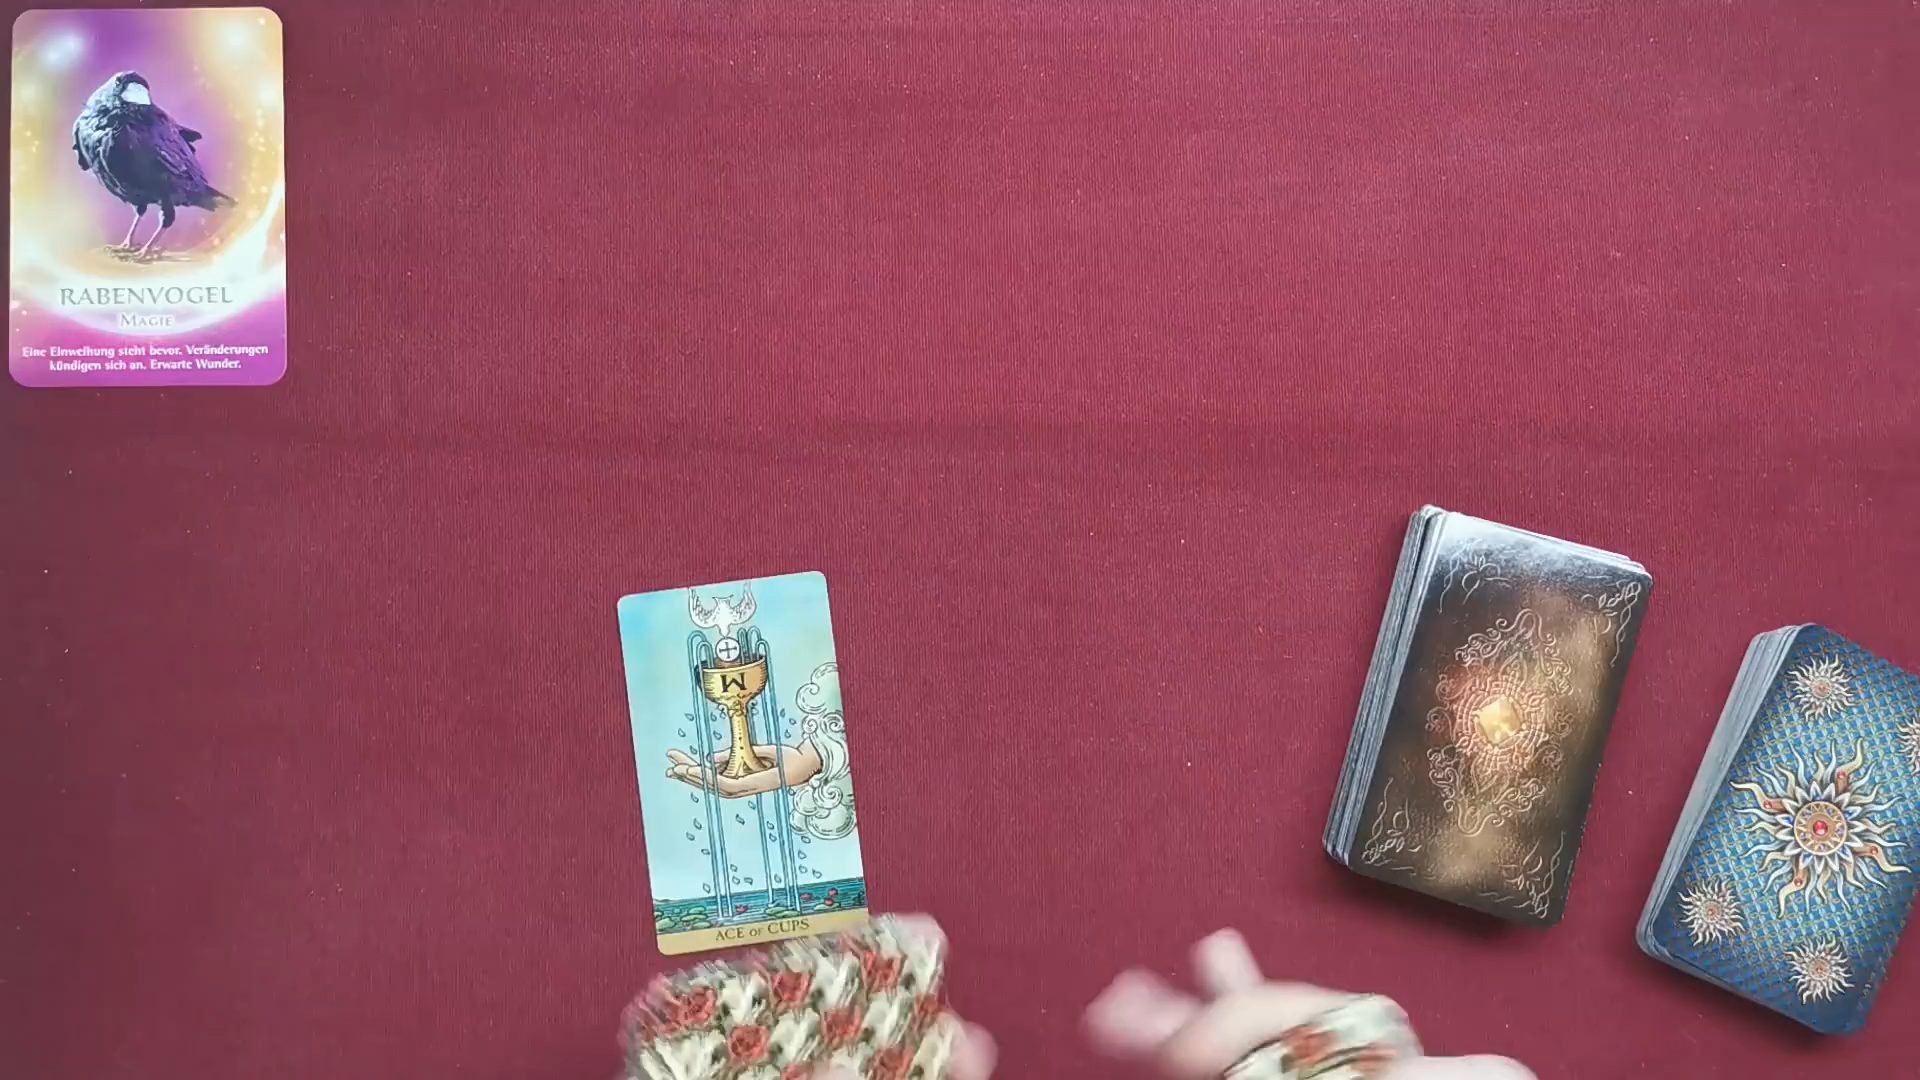 RABENVOGEL
MAGIE
Eine Einweihung steht bevor. Veränderungen
kündigen sich an. Erwarte Wunder.
W
ACE OF CUPS